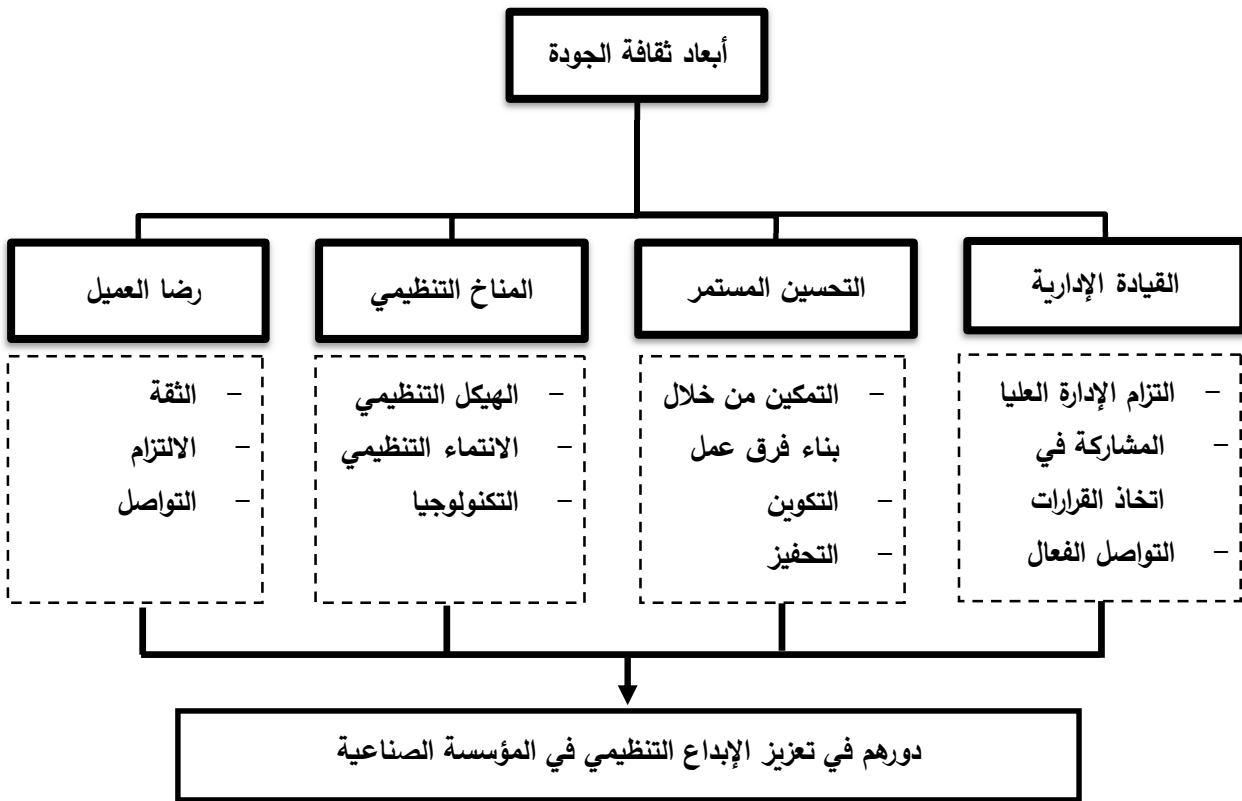 أبعاد ثقافة الجودة
القيادة الإدارية
التحسين المستمر
المناخ التنظيمي
رضا العميل
- التزام الإدارة العليا
- المشاركة في
اتخاذ القرارات
- التواصل الفعال
- التمكين من خلال
بناء فرق عمل
- التكوين
- التحفيز
- الهيكل التنظيمي
- الانتماء التنظيمي
- التكنولوجيا
- الثقة
- الالتزام
- التواصل
دورهم في تعزيز الإبداع التنظيمي في المؤسسة الصناعية